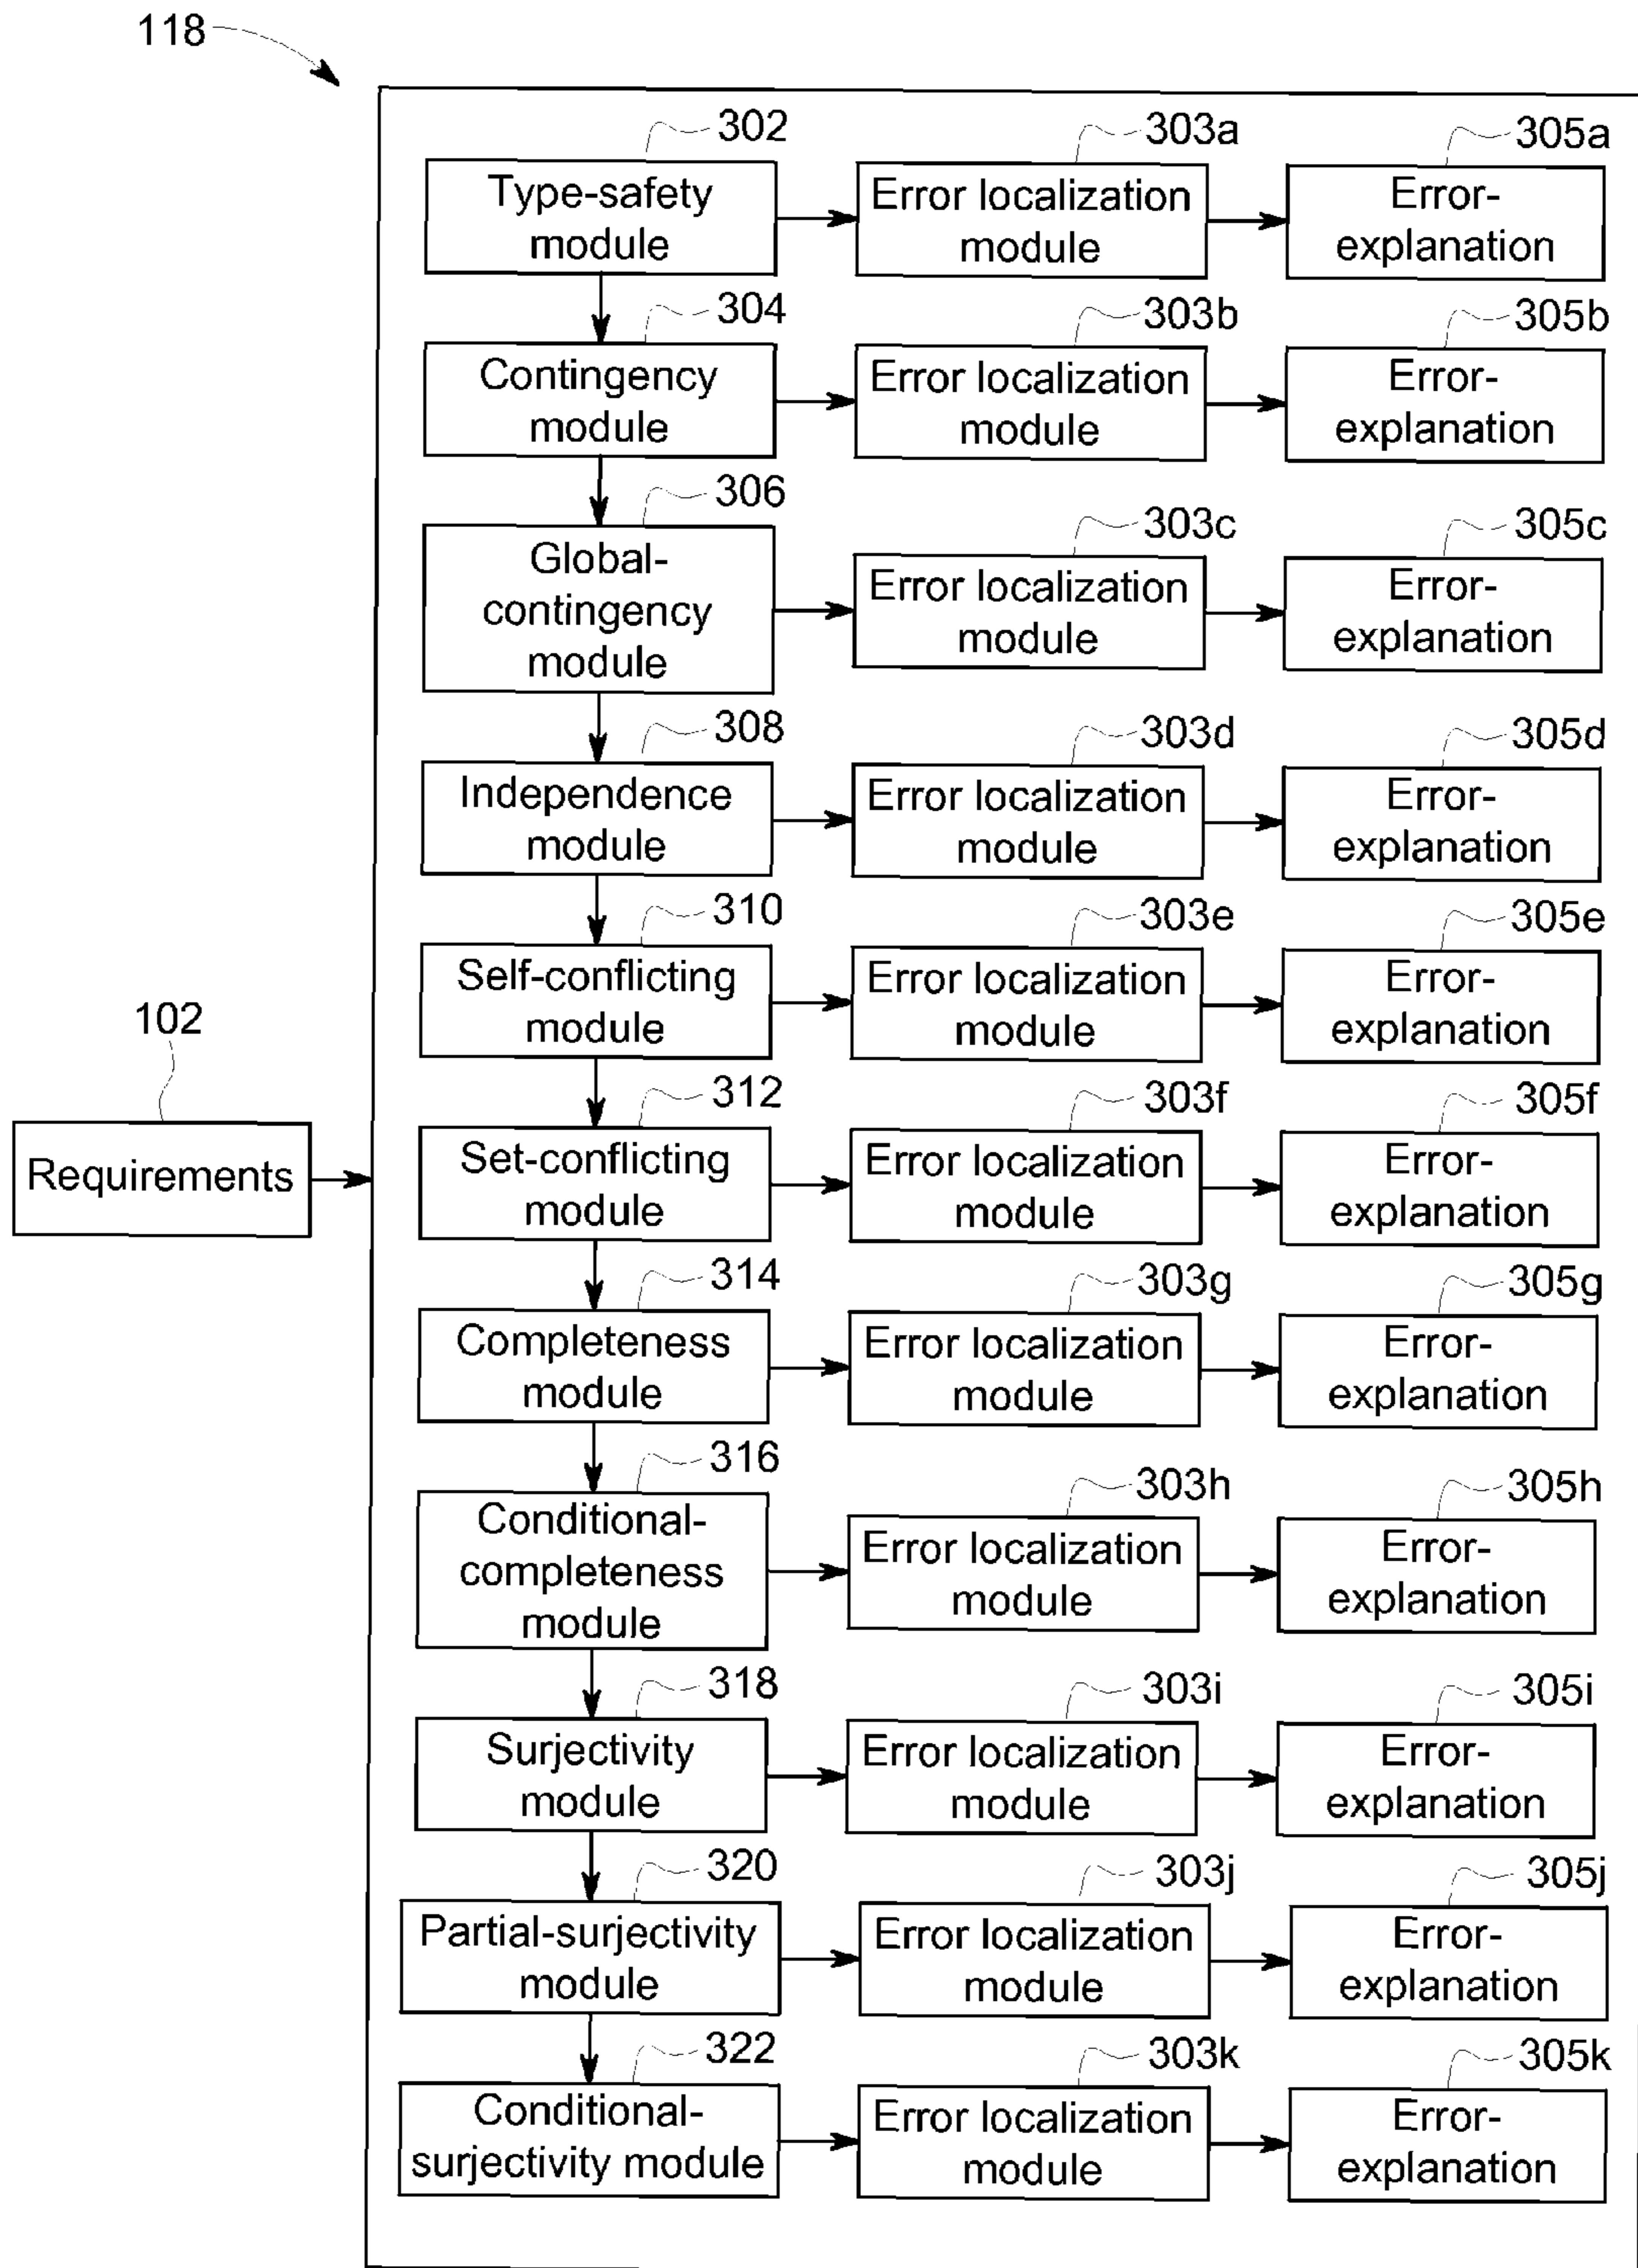 118
302
303a
305a
Type-safety
module
Error localization
module
Error-
explanation
304
303b
305b
Contingency
module
Error localization
module
Error-
explanation
306
303c
305c
Global-
contingency
module
Error localization
module
Error-
explanation
308
303d
305d
Independence
module
Error localization
module
Error-
explanation
310
303e
305e
Self-conflicting
module
Error localization
module
Error-
explanation
102
Requirements
312
303f
305f
Set-conflicting
module
Error localization
module
Error-
explanation
314
303g
305g
Completeness
module
Error localization
module
Error-
explanation
316
303h
305h
Conditional-
completeness
module
Error localization
module
Error-
explanation
318
303i
305i
Surjectivity
module
Error localization
module
Error-
explanation
320
303j
305j
Partial-surjectivity
module
Error localization
module
Error-
explanation
322
303k
305k
Conditional-
surjectivity module
Error localization
module
Error-
explanation